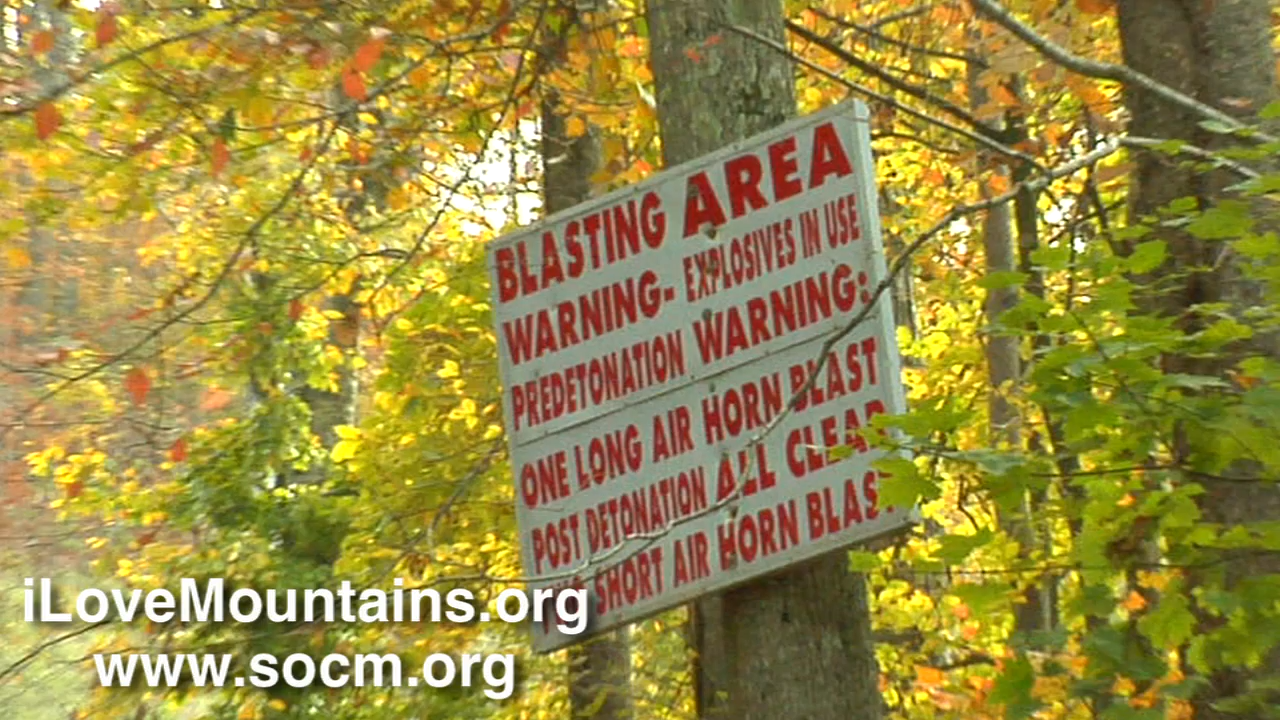 BLASTING AREA
WARNING- EXPLOSIVES IN USE
PREDETONATION WARNING:
ONE LONG AIR HORN BLAST
POST DETONATION ALL CLEAR
SHORT AIR HORN BLAST
iLoveMountains.org
www.socm.org